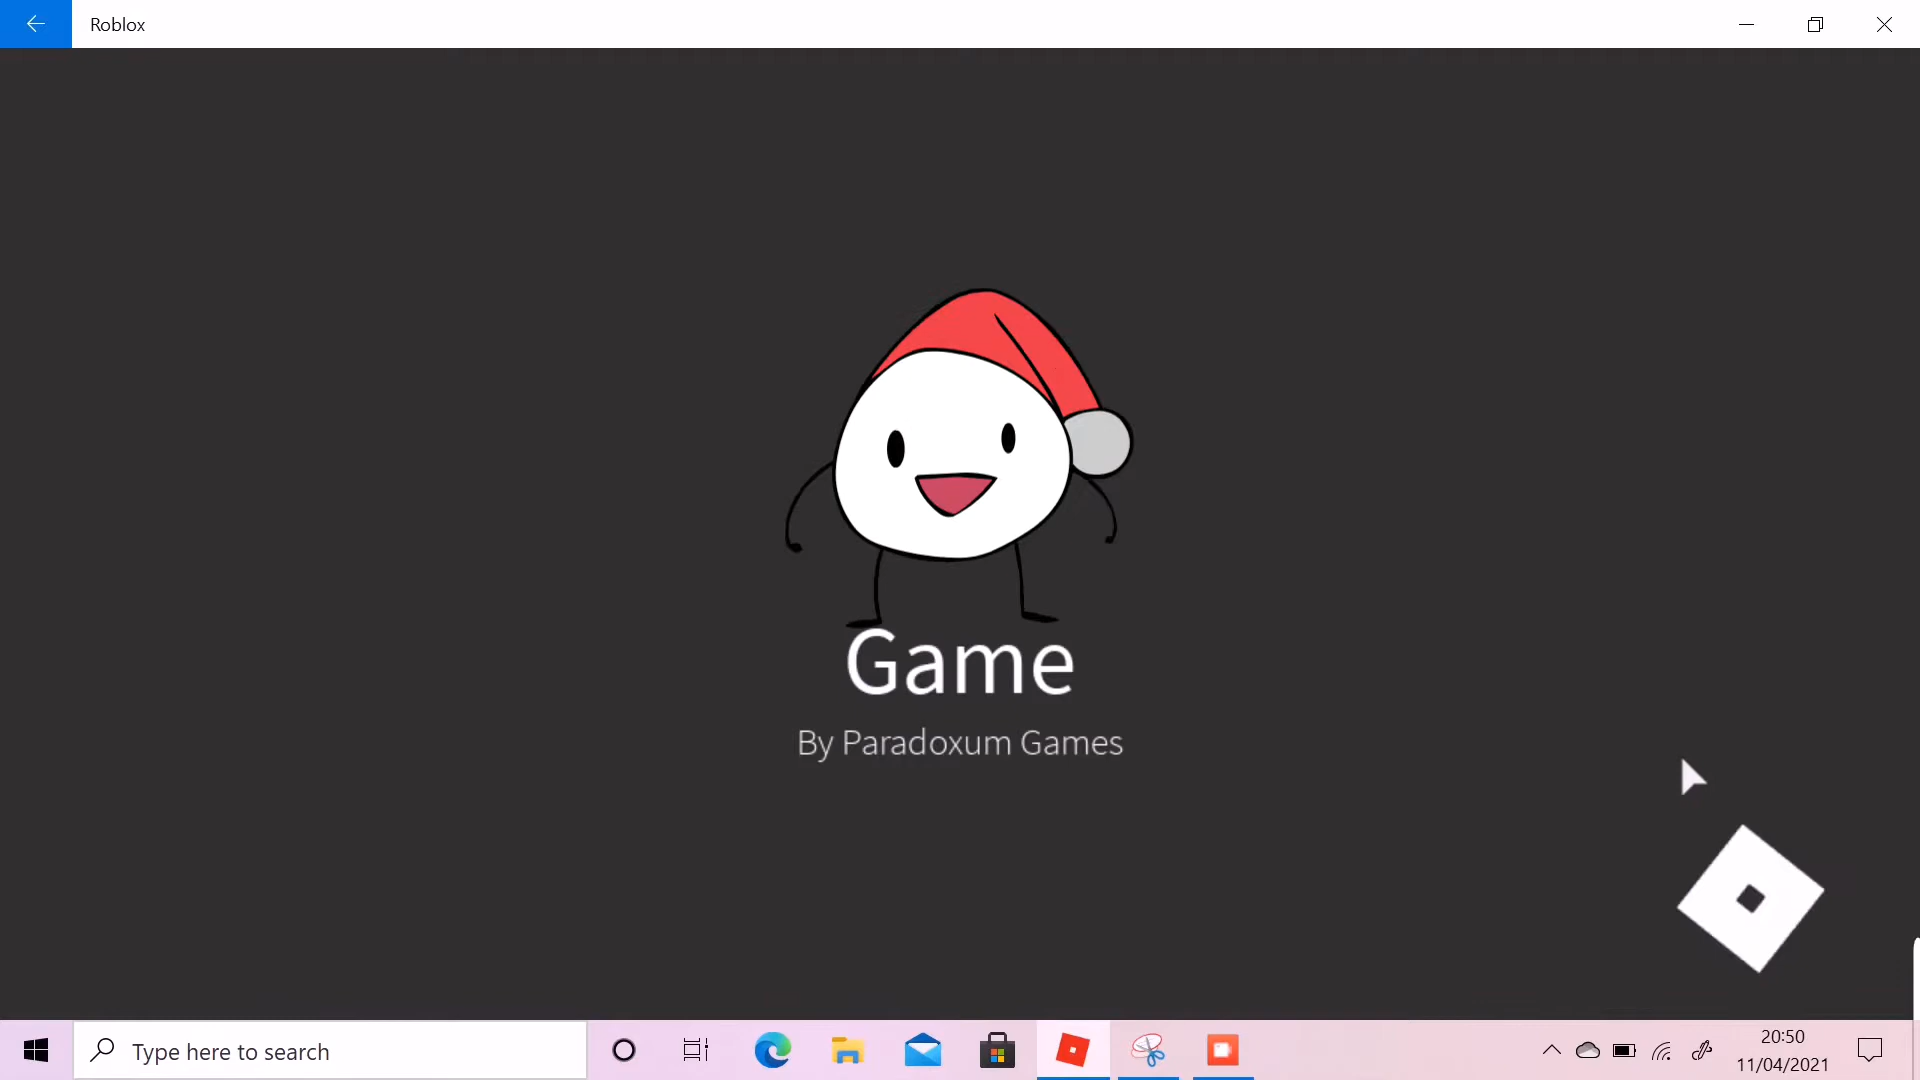 Roblox
Game
By Paradoxum Games
Type here to search
20:50
11/04/2021